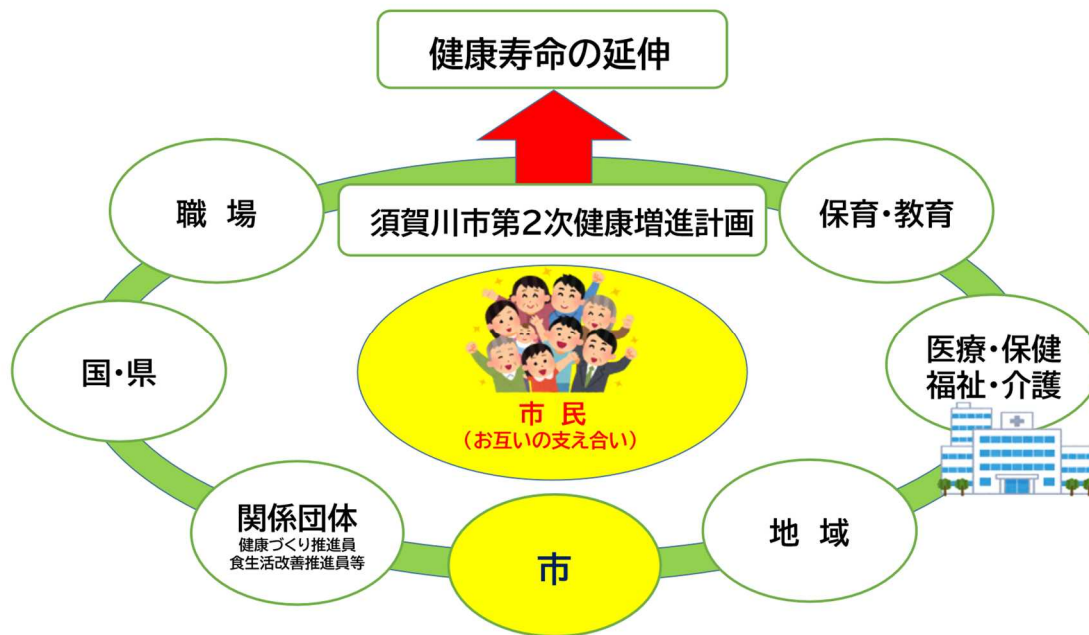 健康寿命の延伸
職 場
須賀川市第2次健康増進計画
保育・教育
国・県
医療・保健
福祉・介護
市 民
(お互いの支え合い)
関係団体
健康づくり推進員
食生活改善推進員等
市
地 域